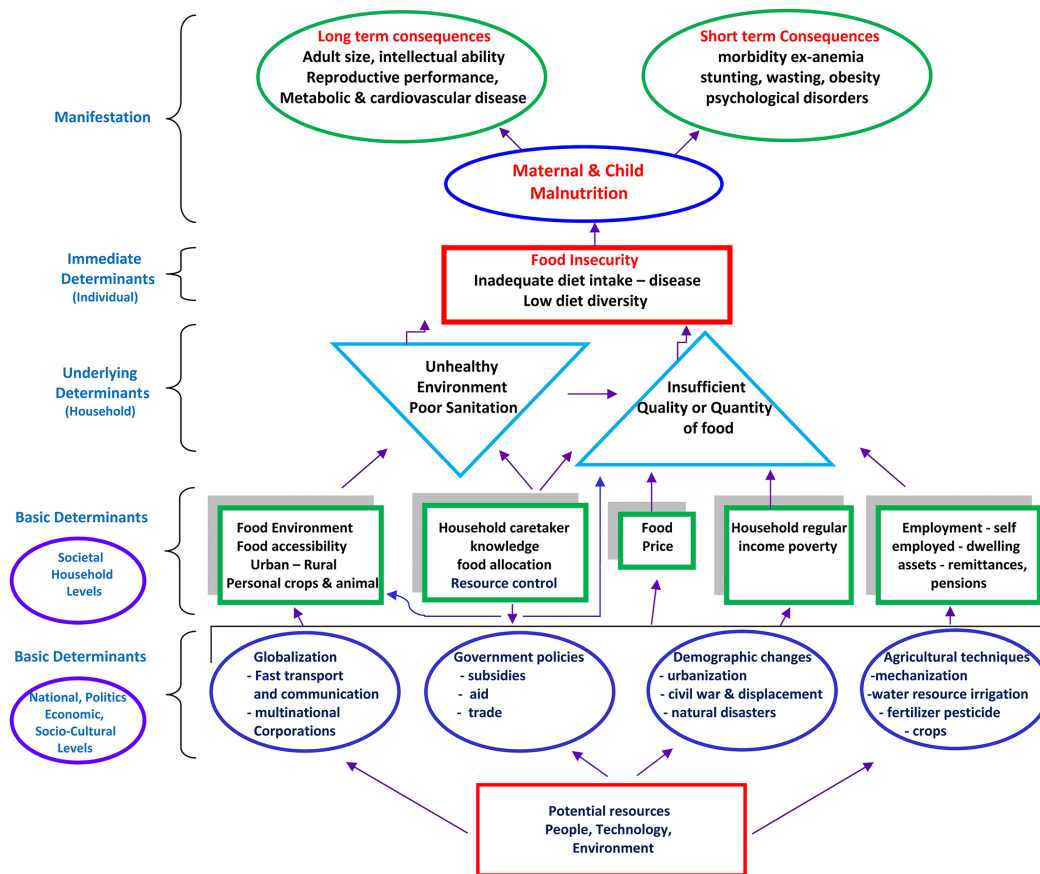 Long term consequences
Adult size, intellectual ability
Reproductive performance,
Metabolic & cardiovascular disease
Short term Consequences
morbidity ex-anemia
stunting, wasting, obesity
psychological disorders
Manifestation
Maternal & Child
Malnutrition
Immediate
Determinants
(Individual)
Food Insecurity
Inadequate diet intake – disease
Low diet diversity
Underlying
Determinants
(Household)
Unhealthy
Environment
Poor Sanitation
Insufficient
Quality or Quantity
of food
Basic Determinants
Societal
Household
Levels
Food Environment
Food accessibility
Urban – Rural
Personal crops & animal
Household caretaker
knowledge
food allocation
Resource control
Food
Price
Household regular
income poverty
Employment - self
employed - dwelling
assets - remittances,
pensions
Basic Determinants
National, Politics
Economic,
Socio-Cultural
Levels
Globalization
- Fast transport
and communication
- multinational
Corporations
Government policies
- subsidies
- aid
- trade
Demographic changes
- urbanization
- civil war & displacement
- natural disasters
Agricultural techniques
-mechanization
-water resource irrigation
- fertilizer pesticide
- crops
Potential resources
People, Technology,
Environment